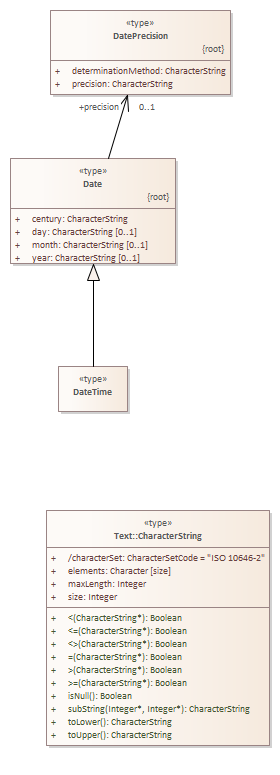 «type»
DatePrecision
{root}
+ determinationMethod: CharacterString
+ precision: CharacterString
+precision 0..1
«type»
Date
{root}
+ century: CharacterString
+ day: CharacterString [0..1]
+ month: CharacterString [0..1]
+ year: CharacterString [0..1]
«type»
DateTime
«type»
Text::CharacterString
+ /characterSet: CharacterSetCode = "ISO 10646-2"
+ elements: Character [size]
+ maxLength: Integer
+ size: Integer
+ <(CharacterString*): Boolean
+ <=(CharacterString*): Boolean
+ <>(CharacterString*): Boolean
+ =(CharacterString*): Boolean
+ >(CharacterString*): Boolean
+ >=(CharacterString*): Boolean
+ isNull(): Boolean
+ subString(Integer*, Integer*): CharacterString
+ toLower(): CharacterString
+ toUpper(): CharacterString